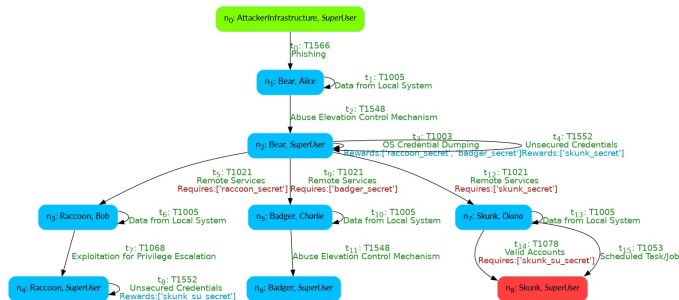 n0: AttackerInfrastructure, SuperUser
t0: T1566
Phishing
n1: Bear, Alice
t1: T1005
Data from Local System
t2: T1548
Abuse Elevation Control Mechanism
n2: Bear, SuperUser
t3: T1003
OS Credential Dumping
Rewards:['raccoon_secret', 'badger_secret']
t4: T1552
Unsecured Credentials
Rewards:['skunk_secret']
t5: T1021
Remote Services
Requires:['raccoon_secret']
t9: T1021
Remote Services
Requires:['badger_secret']
t12: T1021
Remote Services
Requires:['skunk_secret']
n3: Raccoon, Bob
t6: T1005
Data from Local System
n5: Badger, Charlie
t10: T1005
Data from Local System
n7: Skunk, Diana
t13: T1005
Data from Local System
t7: T1068
Exploitation for Privilege Escalation
t11: T1548
Abuse Elevation Control Mechanism
t14: T1078
Valid Accounts
Requires:['skunk_su_secret']
t15: T1053
Scheduled Task/Job
n4: Raccoon, SuperUser
t8: T1552
Unsecured Credentials
Rewards:['skunk_su_secret']
n6: Badger, SuperUser
n8: Skunk, SuperUser